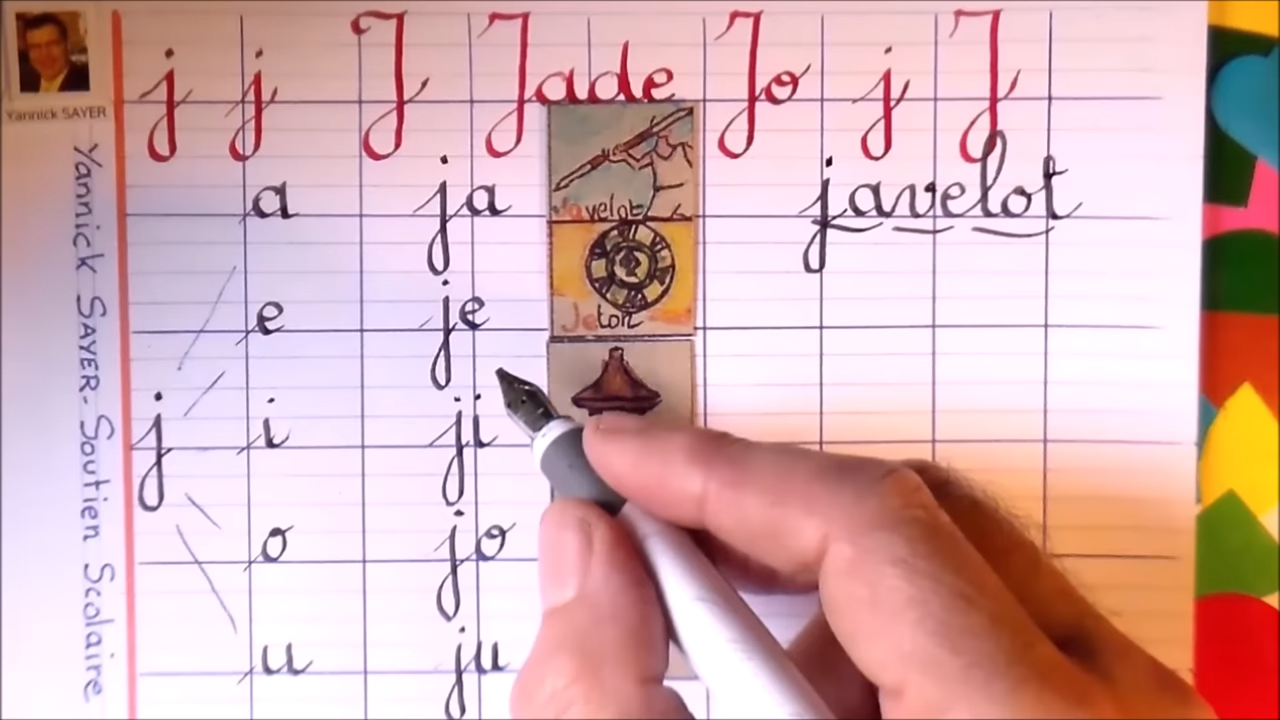 j j J Jade Jo j J
Yannick SAYER
Yannick SAYER - Soutien Scolaire
a ja Javelot javelot
e je Jeton
j i ji
o jo
u ju